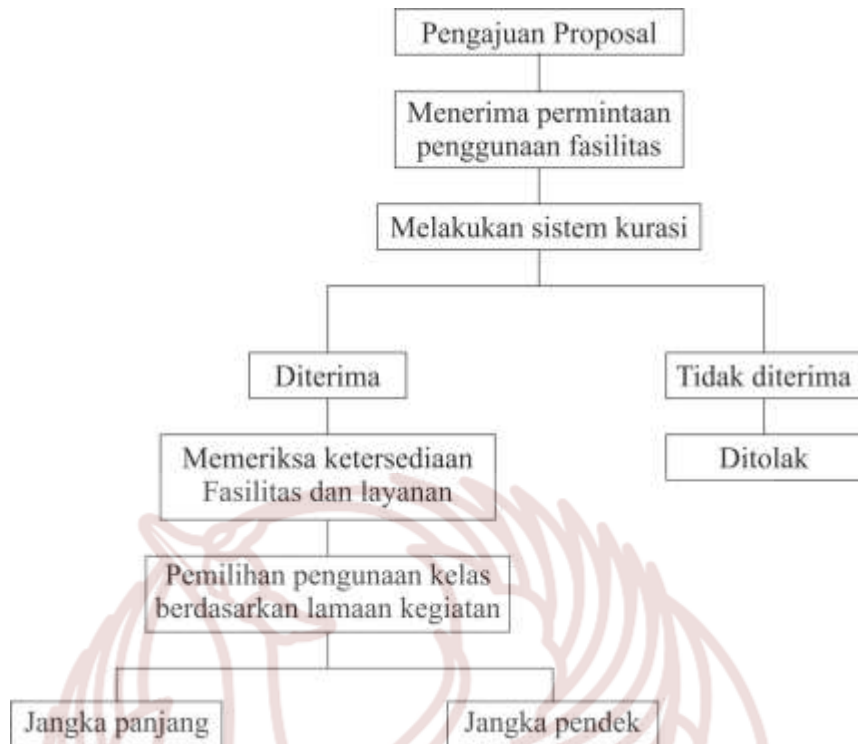 Pengajuan Proposal
Menerima permintaan
penggunaan fasilitas
Melakukan sistem kurasi
Diterima
Tidak diterima
Memeriksa ketersediaan
Fasilitas dan layanan
Ditolak
Pemilihan pengunaan kelas
berdasarkan lamaan kegiatan
Jangka panjang
Jangka pendek